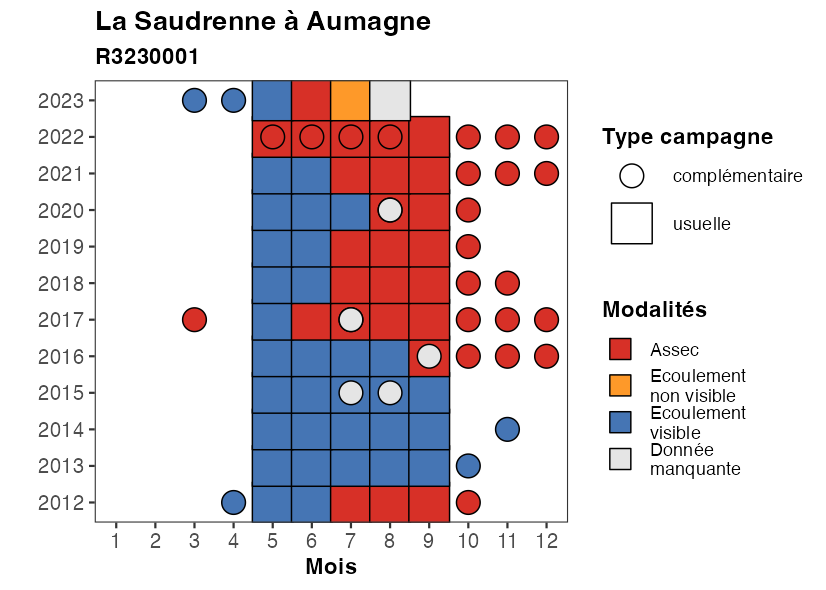 La Saudrenne à Aumagne
R3230001
2023
2022
2021
2020
2019
2018
2017
2016
2015
2014
2013
2012
1 2 3 4 5 6 7 8 9 10 11 12
Mois
Type campagne
complémentaire
usuelle
Modalités
Assec
Ecoulement
non visible
Ecoulement
visible
Donnée
manquante